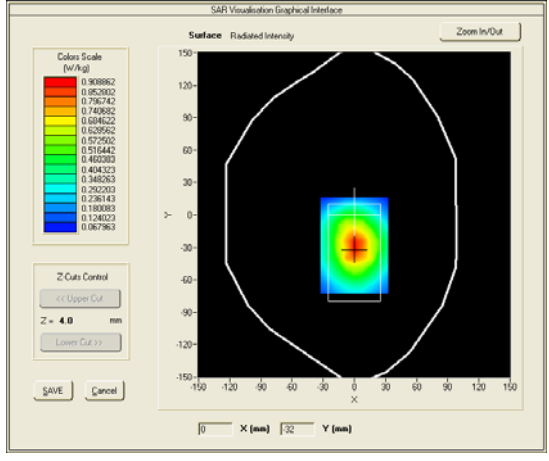 SAR Visualisation Graphical Interface
Surface Radiated Intensity
Zoom In/Out
Colors Scale
(W/kg)
0.908862
0.852802
0.796742
0.740682
0.684622
0.628562
0.572502
0.516442
0.460383
0.404323
0.348263
0.292203
0.236143
0.180083
0.124023
0.067963
150
120
90
60
30
0
-30
-60
-90
-120
-150
Y
-150 -120 -90 -60 -30 0 30 60 90 120 150
X
Z Cuts Control
<< Upper Cut
Z = 4.0 mm
Lower Cut >>
SAVE Cancel
0 X (mm) -32 Y (mm)